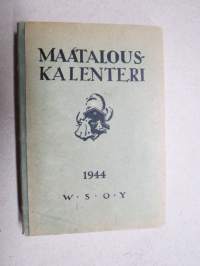 MAATALOUS-
KALENTERI
1944
W·S·O·Y